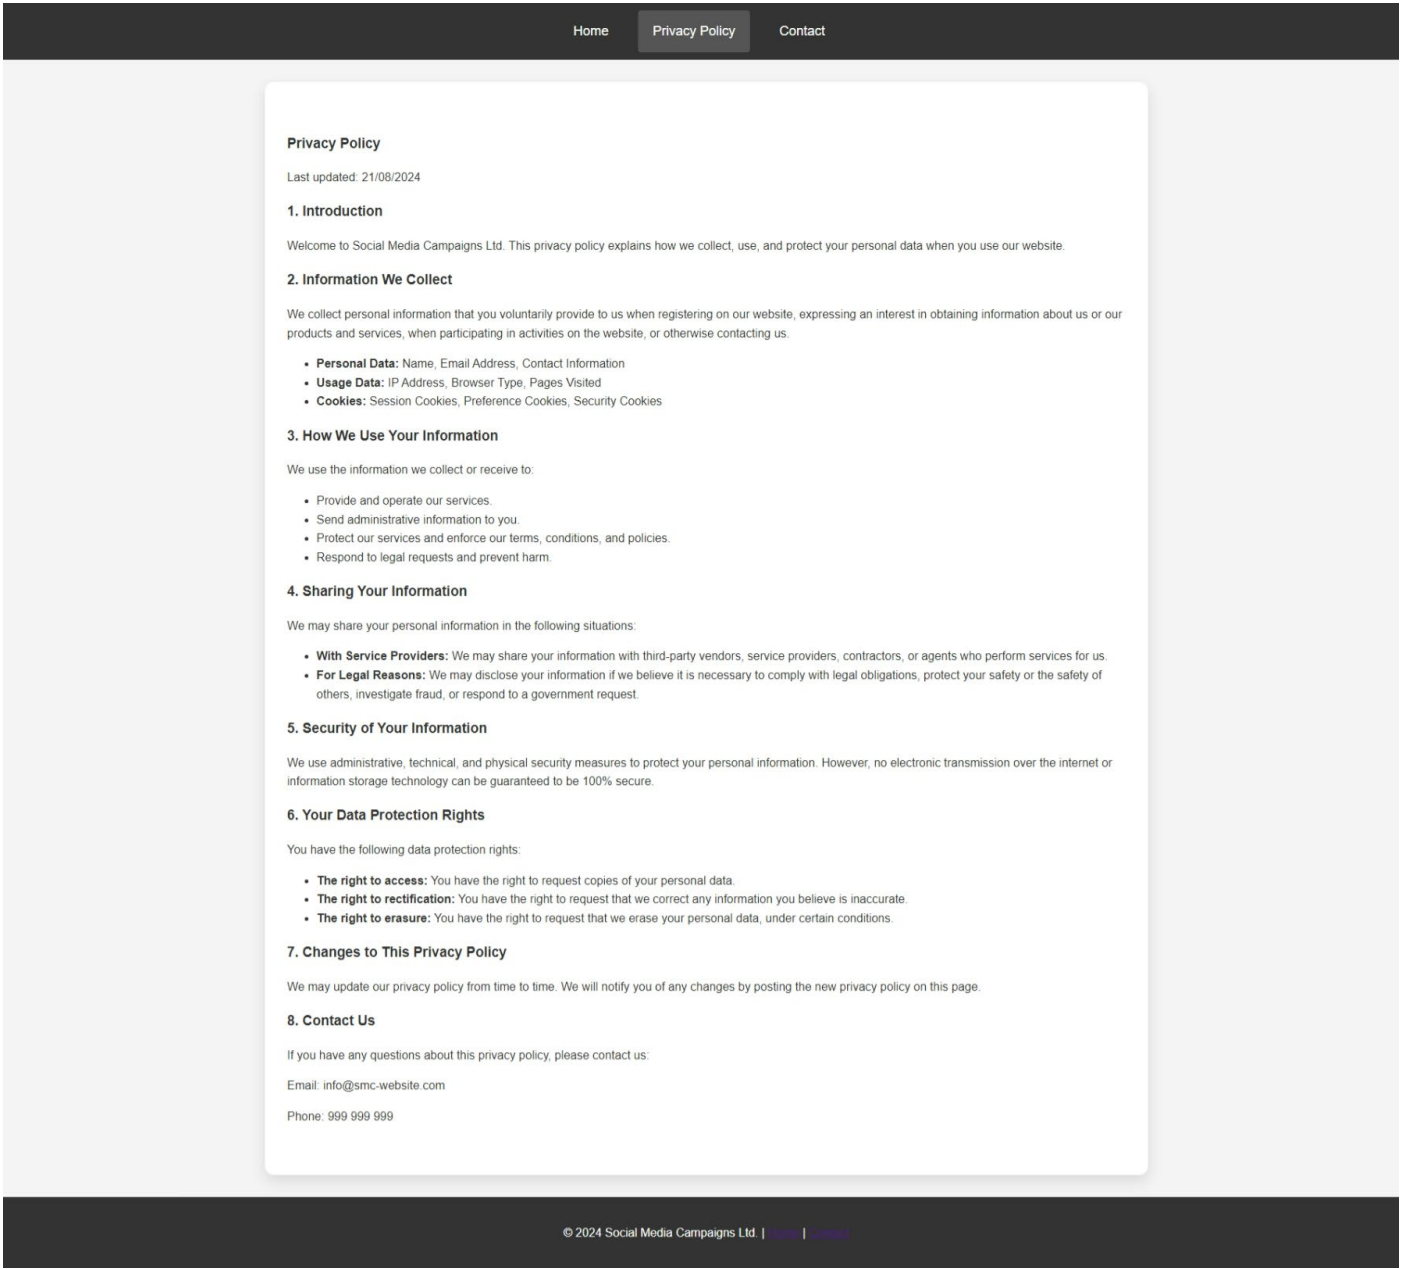 Home
Privacy Policy
Contact
Privacy Policy
Last updated: 21/08/2024
1. Introduction
Welcome to Social Media Campaigns Ltd. This privacy policy explains how we collect, use, and protect your personal data when you use our website.
2. Information We Collect
We collect personal information that you voluntarily provide to us when registering on our website, expressing an interest in obtaining information about us or our
products and services, when participating in activities on the website, or otherwise contacting us.
• Personal Data: Name, Email Address, Contact Information
• Usage Data: IP Address, Browser Type, Pages Visited
• Cookies: Session Cookies, Preference Cookies, Security Cookies
3. How We Use Your Information
We use the information we collect or receive to:
• Provide and operate our services.
• Send administrative information to you.
• Protect our services and enforce our terms, conditions, and policies.
• Respond to legal requests and prevent harm.
4. Sharing Your Information
We may share your personal information in the following situations:
• With Service Providers: We may share your information with third-party vendors, service providers, contractors, or agents who perform services for us.
• For Legal Reasons: We may disclose your information if we believe it is necessary to comply with legal obligations, protect your safety or the safety of
others, investigate fraud, or respond to a government request.
5. Security of Your Information
We use administrative, technical, and physical security measures to protect your personal information. However, no electronic transmission over the internet or
information storage technology can be guaranteed to be 100% secure.
6. Your Data Protection Rights
You have the following data protection rights:
• The right to access: You have the right to request copies of your personal data.
• The right to rectification: You have the right to request that we correct any information you believe is inaccurate.
• The right to erasure: You have the right to request that we erase your personal data, under certain conditions.
7. Changes to This Privacy Policy
We may update our privacy policy from time to time. We will notify you of any changes by posting the new privacy policy on this page.
8. Contact Us
If you have any questions about this privacy policy, please contact us:
Email: info@smc-website.com
Phone: 999 999 999
© 2024 Social Media Campaigns Ltd. | |